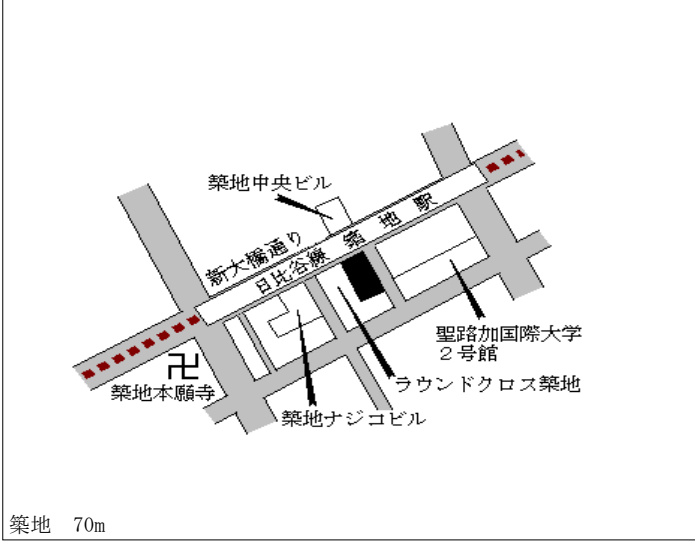 築地中央ビル
新大橋通り
日比谷線 築地駅
聖路加国際大学
２号館
ラウンドクロス築地
卍
築地本願寺
築地ナジコビル
築地　70m